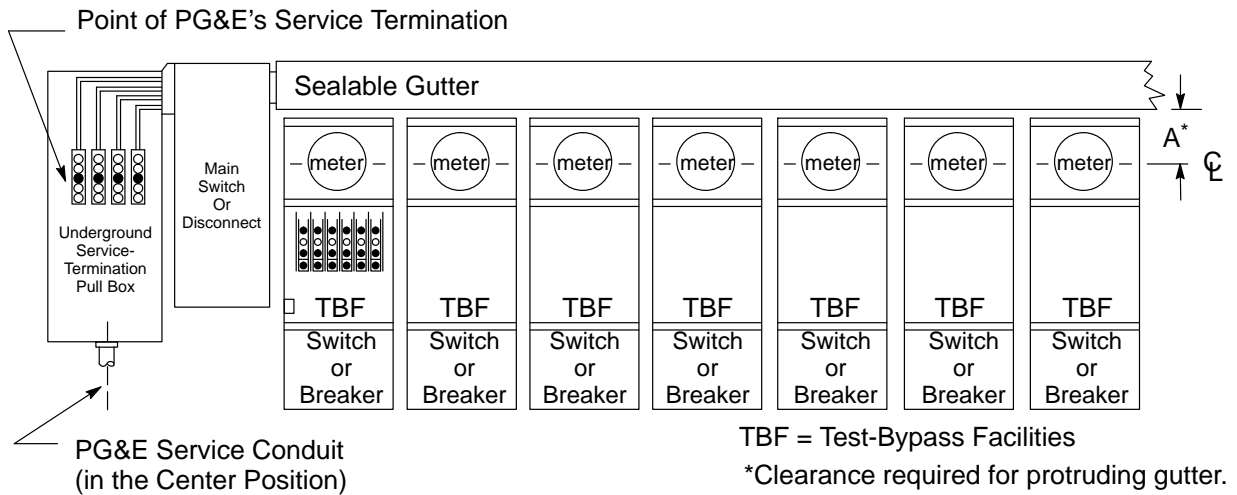 Point of PG&E's Service Termination
Sealable Gutter
A*
℄
meter
meter
meter
meter
meter
meter
meter
Main
Switch
Or
Disconnect
Underground
Service-
Termination
Pull Box
TBF
TBF
TBF
TBF
TBF
TBF
TBF
Switch
or
Breaker
Switch
or
Breaker
Switch
or
Breaker
Switch
or
Breaker
Switch
or
Breaker
Switch
or
Breaker
Switch
or
Breaker
PG&E Service Conduit
(in the Center Position)
TBF = Test-Bypass Facilities
*Clearance required for protruding gutter.